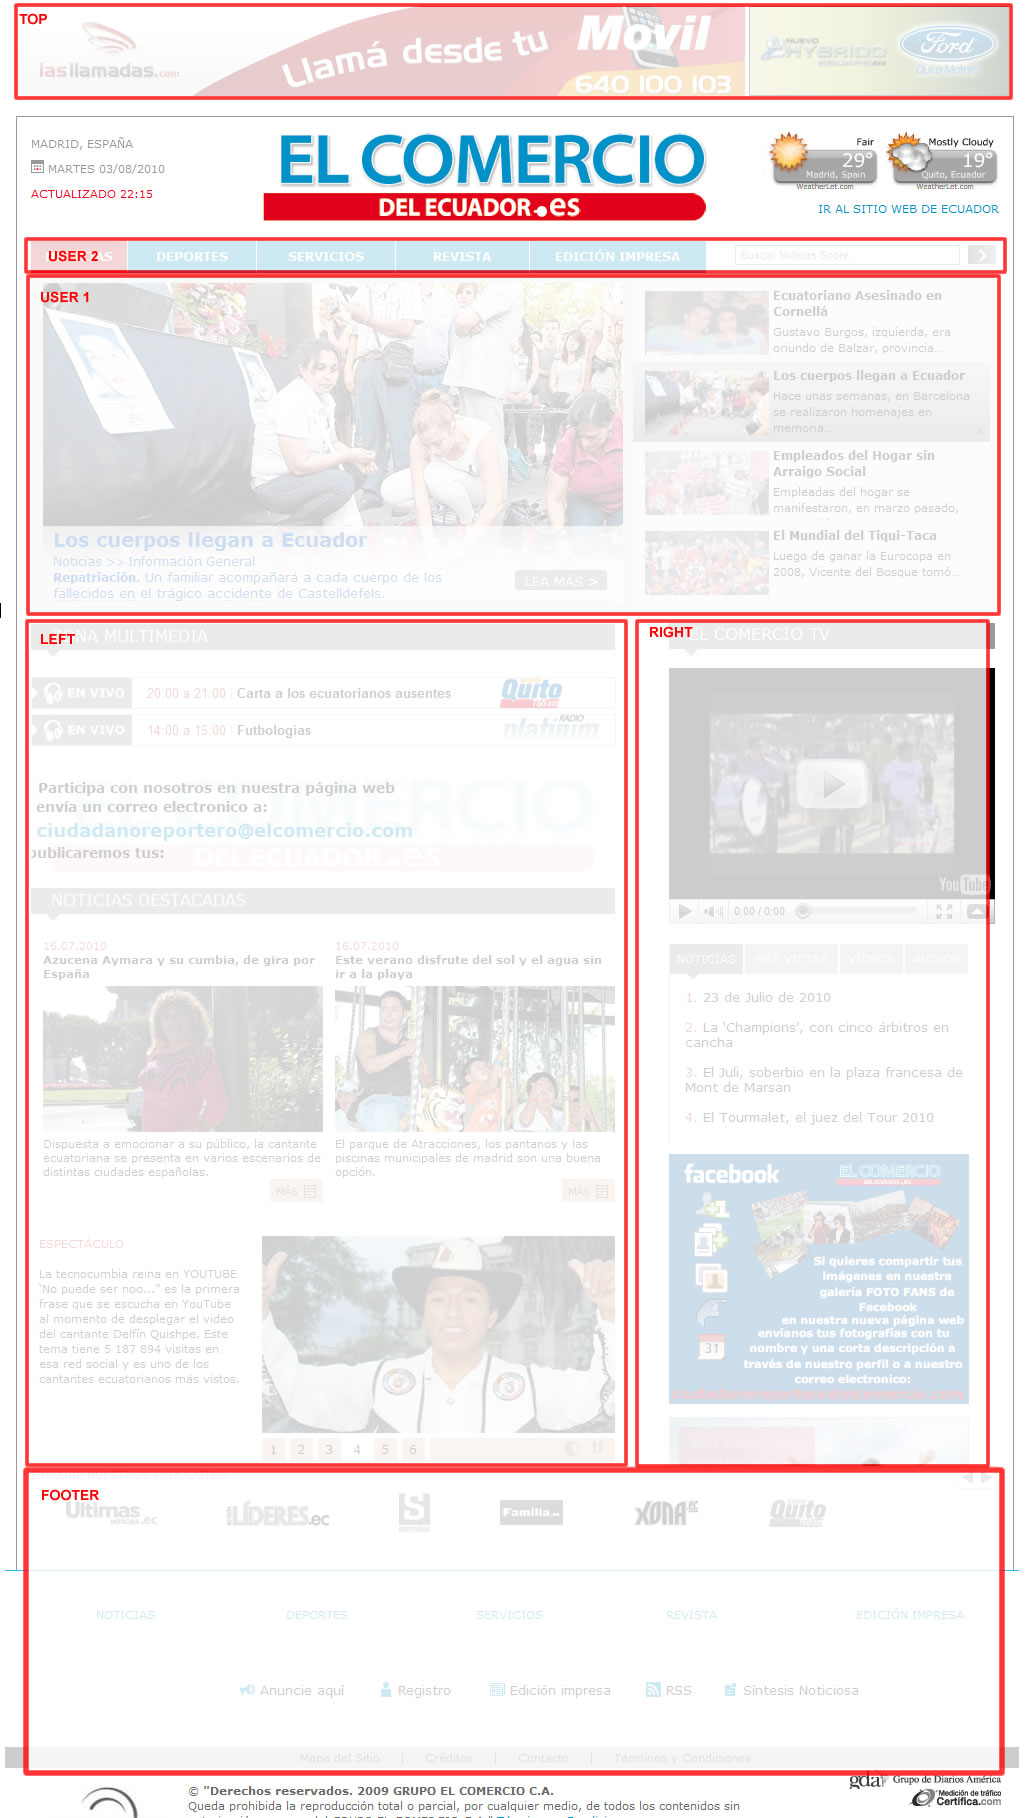 TOP
lasllamadas.com
Llamá desde tu Movil
640 100 103
NUEVO
HYBRIDO
ESCAPE 4x4
Ford
Quito Motors
MADRID, ESPAÑA
MARTES 03/08/2010
ACTUALIZADO 22:15
EL COMERCIO
DEL ECUADOR.es
Fair
29°
Madrid, Spain
WeatherLet.com
Mostly Cloudy
19°
Quito, Ecuador
WeatherLet.com
IR AL SITIO WEB DE ECUADOR
USER 2
DEPORTES
SERVICIOS
REVISTA
EDICIÓN IMPRESA
Buscar Noticias Sobre
USER 1
Los cuerpos llegan a Ecuador
Noticias >> Información General
Repatriación. Un familiar acompañará a cada cuerpo de los
fallecidos en el trágico accidente de Castelldefels.
LEA MÁS >
Ecuatoriano Asesinado en
Cornellá
Gustavo Burgos, izquierda, era
oriundo de Balzar, provincia...
Los cuerpos llegan a Ecuador
Hace unas semanas, en Barcelona
se realizaron homenajes en
memoria...
Empleados del Hogar sin
Arraigo Social
Empleadas del hogar se
manifestaron, en marzo pasado,
El Mundial del Tiqui-Taca
Luego de ganar la Eurocopa en
2008, Vicente del Bosque tomó...
LEFT
ZONA MULTIMEDIA
EN VIVO 20:00 a 21:00 | Carta a los ecuatorianos ausentes Quito
EN VIVO 14:00 a 15:00 | Futbologias RADIO platinum
EL COMERCIO
DEL ECUADOR.es
Participa con nosotros en nuestra página web
envía un correo electronico a:
ciudadanoreportero@elcomercio.com
publicaremos tus:
NOTICIAS DESTACADAS
16.07.2010
Azucena Aymara y su cumbia, de gira por
España
Dispuesta a emocionar a su público, la cantante
ecuatoriana se presenta en varios escenarios de
distintas ciudades españolas.
MÁS
16.07.2010
Este verano disfrute del sol y el agua sin
ir a la playa
El parque de Atracciones, los pantanos y las
piscinas municipales de madrid son una buena
opción.
MÁS
ESPECTÁCULO
La tecnocumbia reina en YOUTUBE
'No puede ser noo...” es la primera
frase que se escucha en YouTube
al momento de desplegar el video
del cantante Delfín Quishpe. Este
tema tiene 5 187 894 visitas en
esa red social y es uno de los
cantantes ecuatorianos más vistos.
1 2 3 4 5 6
RIGHT
EL COMERCIO TV
YouTube
0:00 / 0:00
NOTICIAS
MÁS VISTAS
VÍDEOS
AUDIOS
1. 23 de Julio de 2010
2. La 'Champions', con cinco árbitros en
cancha
3. El Juli, soberbio en la plaza francesa de
Mont de Marsan
4. El Tourmalet, el juez del Tour 2010
facebook
EL COMERCIO
DEL ECUADOR.es
+1
31
Si quieres compartir tus
imágenes en nuestra
galería FOTO FANS de
Facebook
en nuestra nueva página web
envíanos tus fotografias con tu
nombre y una corta descripción a
través de nuestro perfil o a nuestro
correo electronico:
FOOTER
Últimas
NOTICIAS .ec
LÍDERES.ec
Familia.ec
XONA.ec
Quito
NOTICIAS
DEPORTES
SERVICIOS
REVISTA
EDICIÓN IMPRESA
Anuncie aquí
Registro
Edición impresa
RSS
Síntesis Noticiosa
Mapa del Sitio | Créditos | Contacto | Términos y Condiciones
© "Derechos reservados. 2009 GRUPO EL COMERCIO C.A.
Queda prohibida la reproducción total o parcial, por cualquier medio, de todos los contenidos sin
gda Grupo de Diarios América
Medición de tráfico
Certifica.com